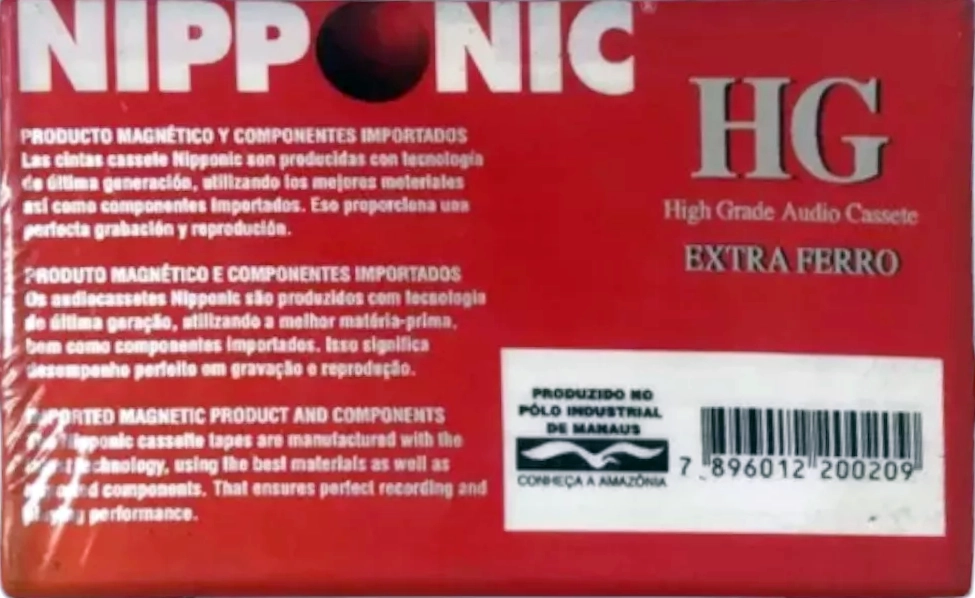 NIPPONIC®
HG
High Grade Audio Cassete
EXTRA FERRO
PRODUCTO MAGNÉTICO Y COMPONENTES IMPORTADOS
Las cintas cassete Nipponic son producidas con tecnología
de última generación, utilizando los mejores materiales
así como componentes importados. Eso proporciona una
perfecta grabación y reprodución.
PRODUTO MAGNÉTICO E COMPONENTES IMPORTADOS
Os audiocassetes Nipponic são produzidos com tecnologia
de última geração, utilizando a melhor matéria-prima,
bem como componentes importados. Isso significa
desempenho perfeito em gravação e reprodução.
IMPORTED MAGNETIC PRODUCT AND COMPONENTS
The Nipponic cassette tapes are manufactured with the
technology, using the best materials as well as
components. That ensures perfect recording and
playing performance.
PRODUZIDO NO
PÓLO INDUSTRIAL
DE MANAUS
CONHEÇA A AMAZÔNIA
7 896012 200209